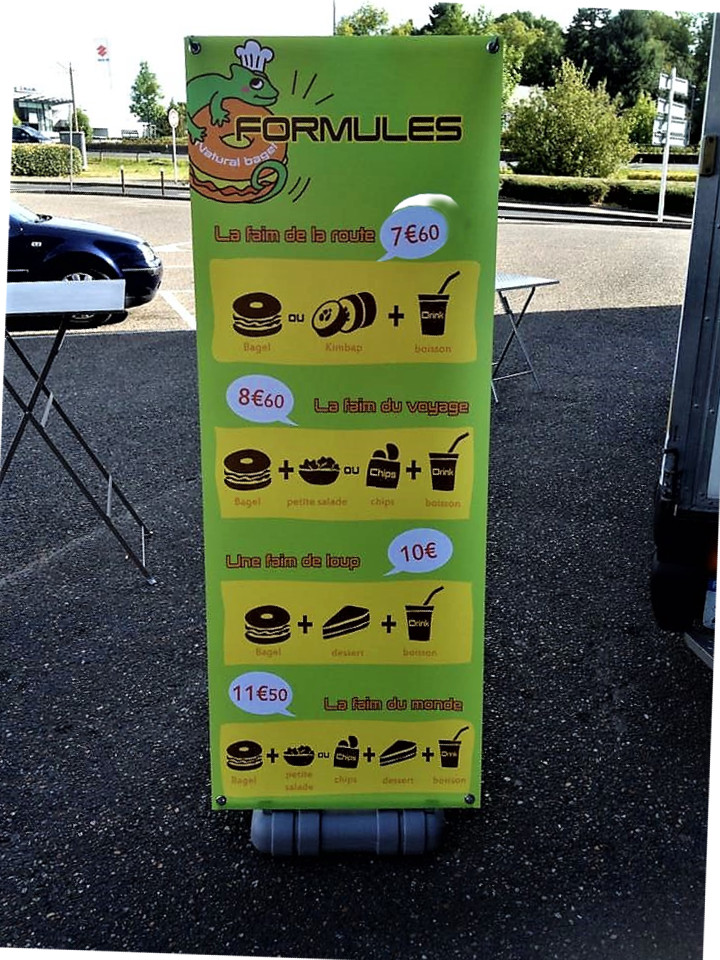 FORMULES
Natural bagel
La faim de la route 7€60
ou Drink
Bagel Kimbap boisson
8€60 La faim du voyage
ou Chips Drink
Bagel petite salade chips boisson
Une faim de loup 10€
Drink
Bagel dessert boisson
11€50 La faim du monde
ou Chips Drink
Bagel petite salade chips dessert boisson